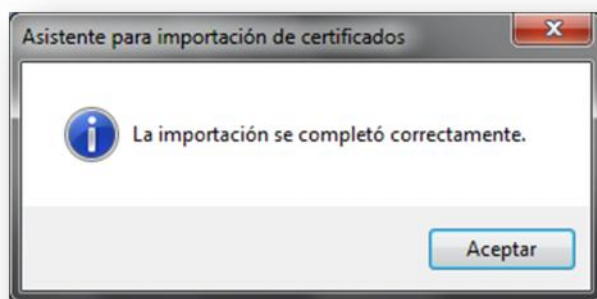 Asistente para importación de certificados
La importación se completó correctamente.
Aceptar